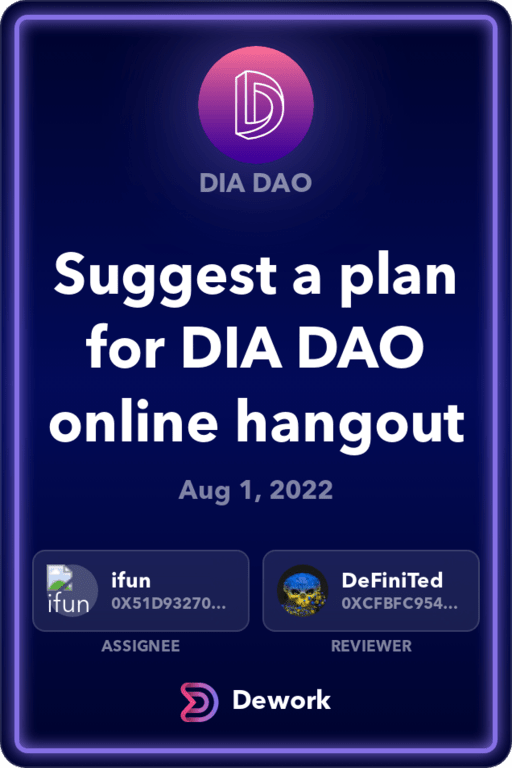 DIA DAO
Suggest a plan
for DIA DAO
online hangout
Aug 1, 2022
ifun
ifun
0X51D93270...
ASSIGNEE
DeFiniTed
0XCFBFC954...
REVIEWER
Dework